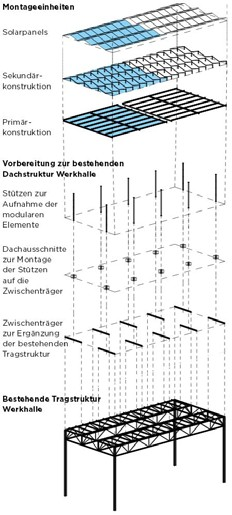 Montageeinheiten
Solarpanels
Sekundär-
konstruktion
Primär-
konstruktion
Vorbereitung zur bestehenden
Dachstruktur Werkhalle
Stützen zur
Aufnahme der
modularen
Elemente
Dachausschnitte
zur Montage
der Stützen
auf die
Zwischenträger
Zwischenträger
zur Ergänzung
der bestehenden
Tragstruktur
Bestehende Tragstruktur
Werkhalle